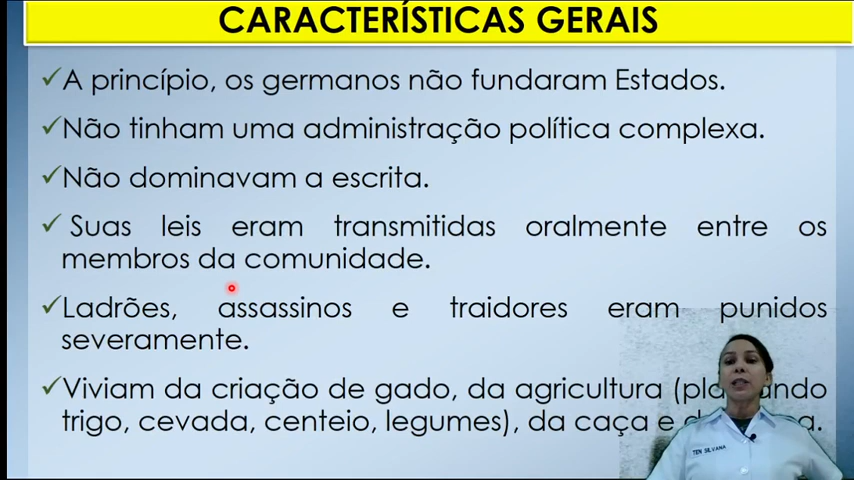 CARACTERÍSTICAS GERAIS
✓A princípio, os germanos não fundaram Estados.
✓Não tinham uma administração política complexa.
✓Não dominavam a escrita.
✓ Suas leis eram transmitidas oralmente entre os
membros da comunidade.
✓Ladrões, assassinos e traidores eram punidos
severamente.
✓Viviam da criação de gado, da agricultura
trigo, cevada, centeio, legumes), da caça e
TEN SILVANA